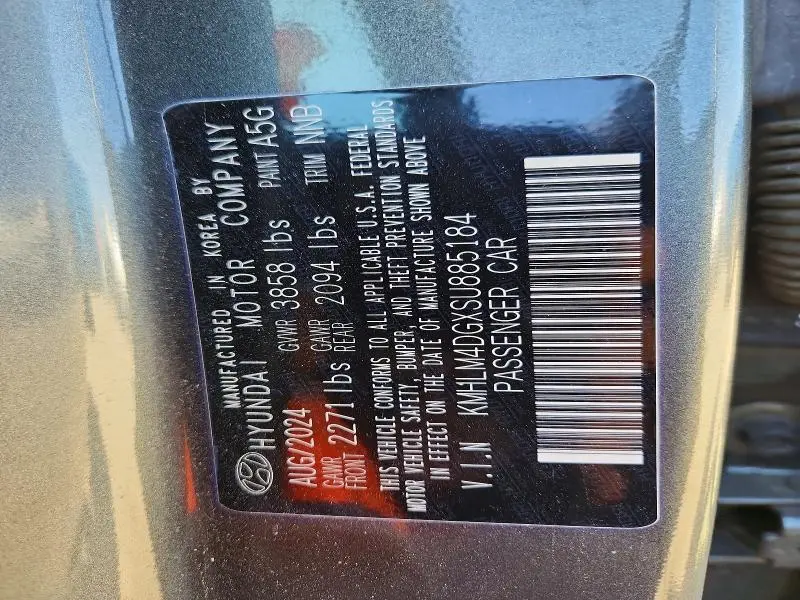 MANUFACTURED IN KOREA BY
HYUNDAI MOTOR COMPANY
AUG/2024 GVWR 3858 lbs PAINT A5G
GAWR FRONT 2271 lbs GAWR REAR 2094 lbs TRIM NNB
THIS VEHICLE CONFORMS TO ALL APPLICABLE U.S.A. FEDERAL
MOTOR VEHICLE SAFETY, BUMPER, AND THEFT PREVENTION STANDARDS
IN EFFECT ON THE DATE OF MANUFACTURE SHOWN ABOVE
V.I.N KMHLM4DGXSU885184
PASSENGER CAR